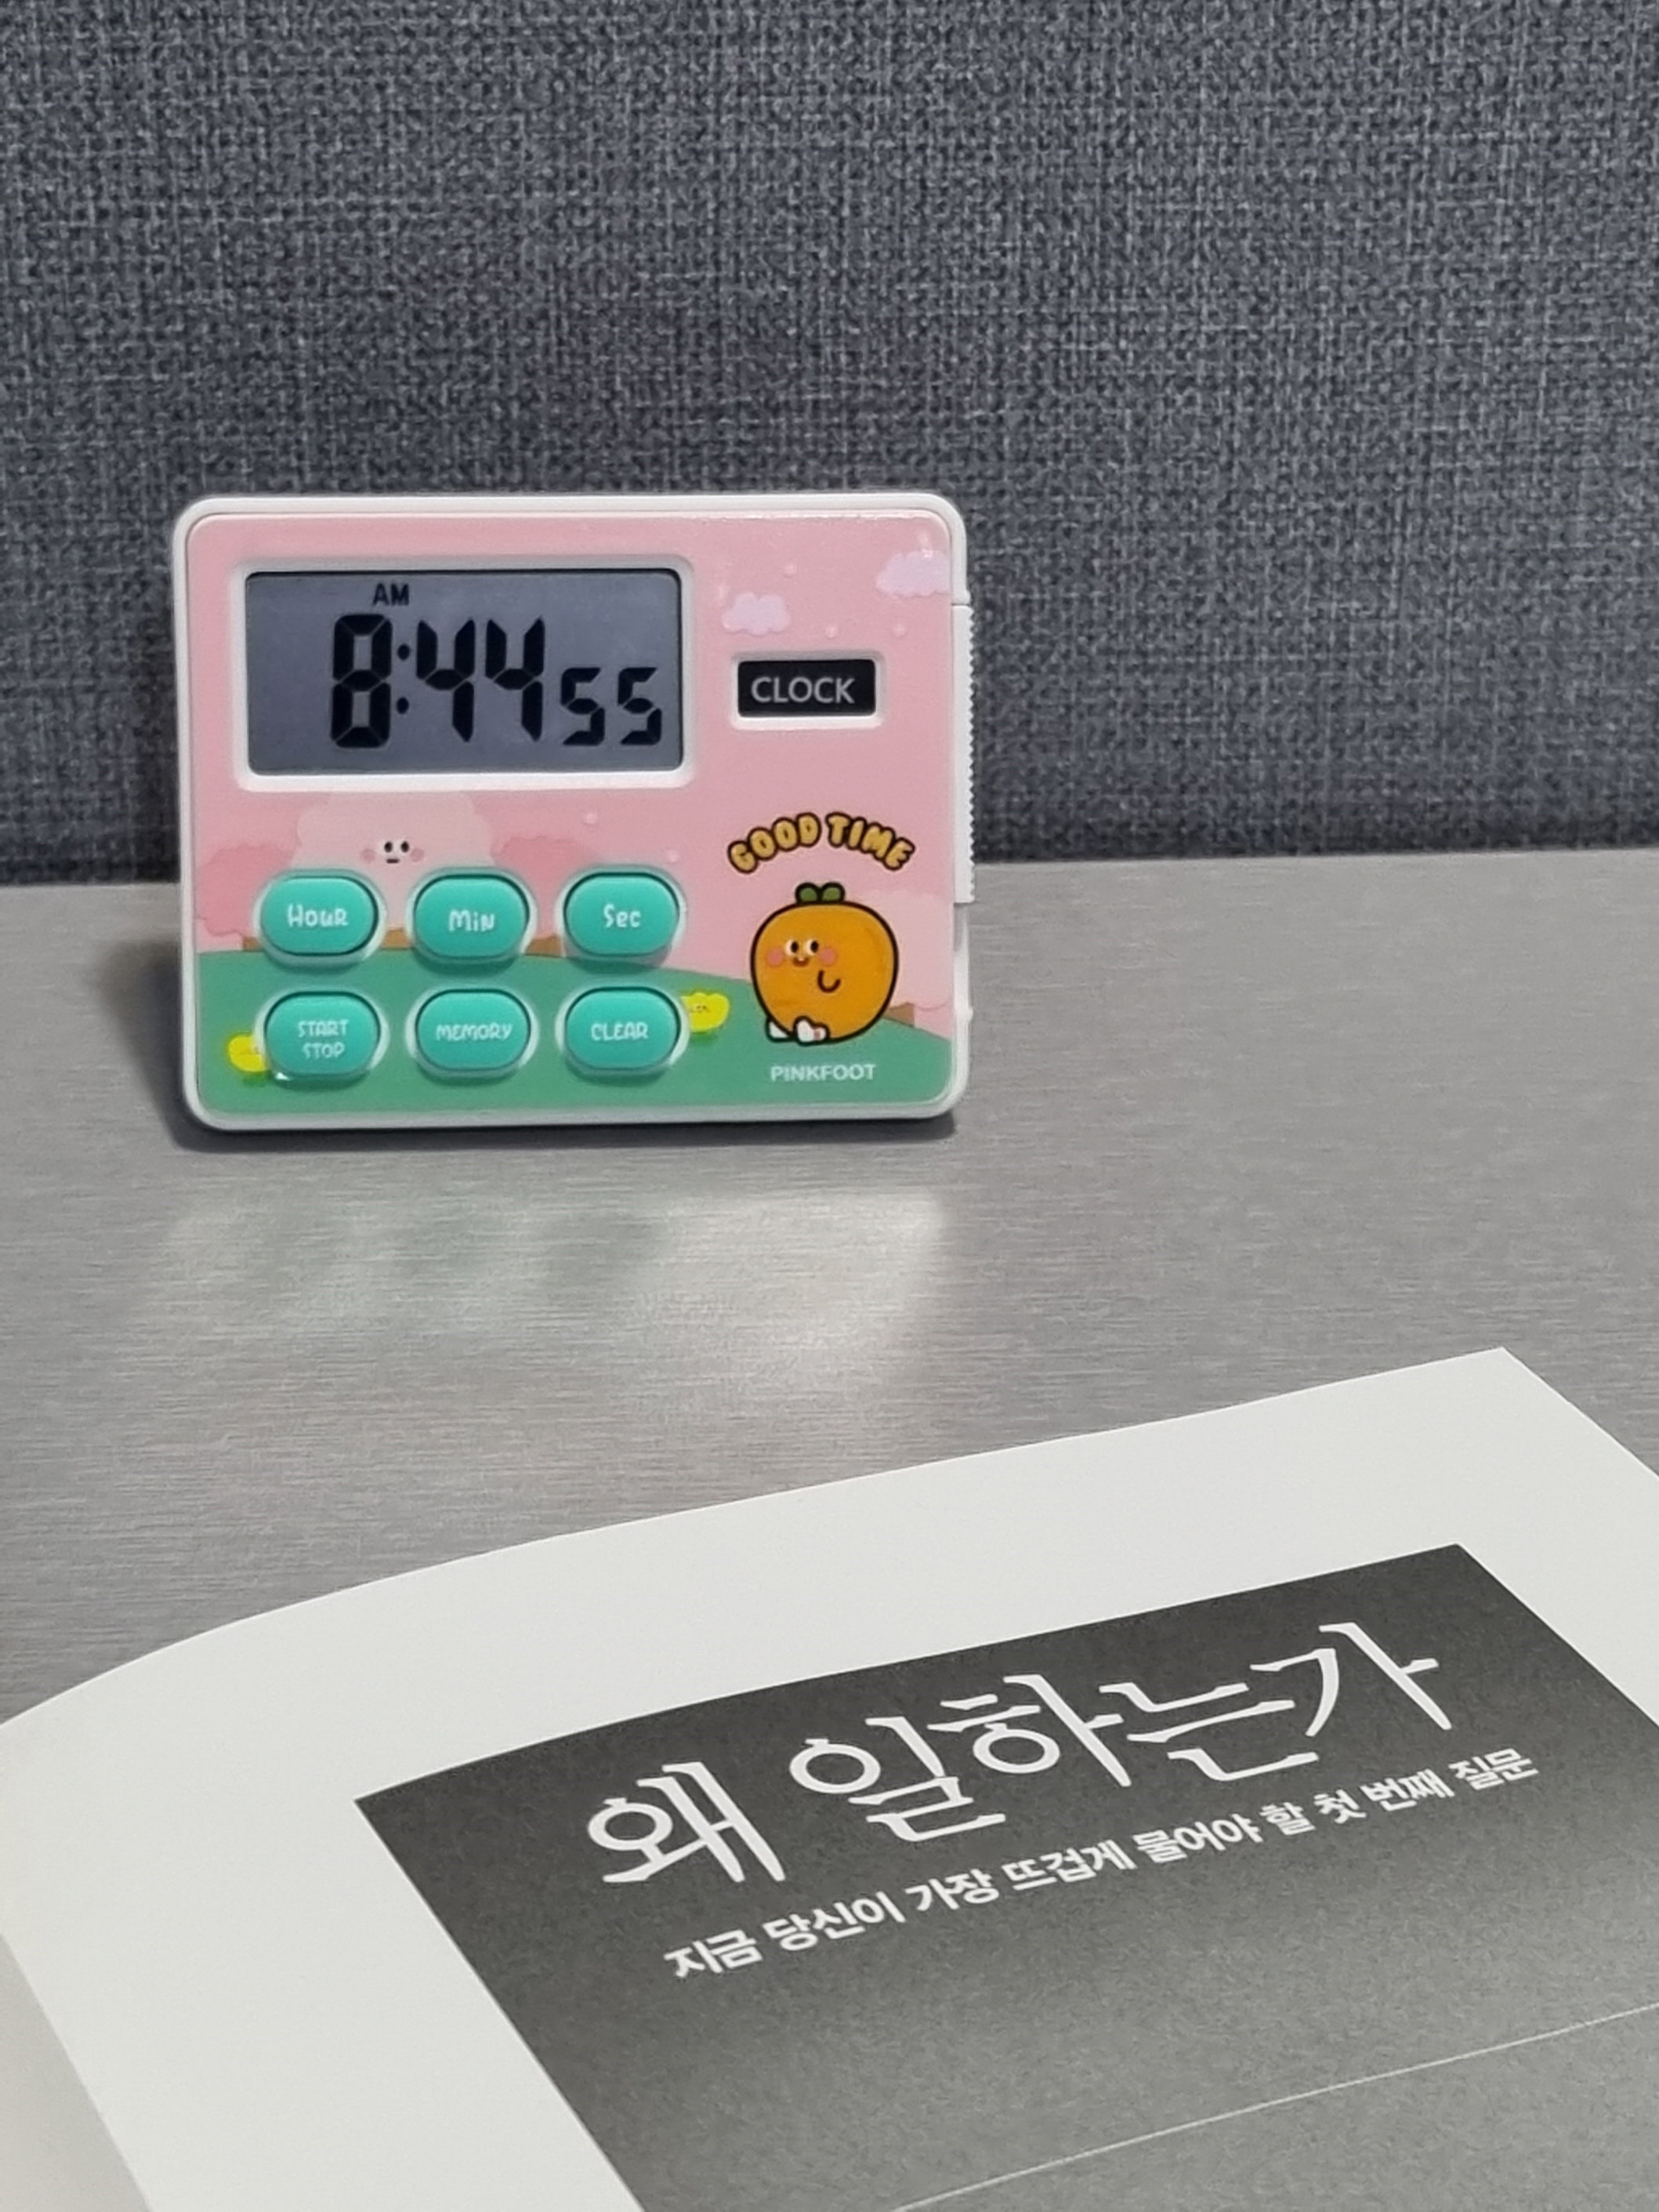 AM
8:44 55
CLOCK
GOOD TIME
HOUR MIN Sec
START STOP MEMORY CLEAR
PINKFOOT
왜 일하는가
지금 당신이 가장 뜨겁게 물어야 할 첫 번째 질문